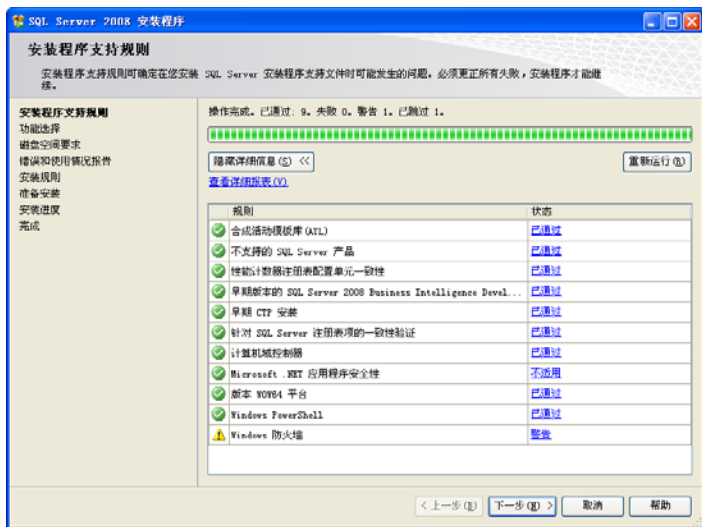 SQL Server 2008 安装程序
安装程序支持规则
安装程序支持规则可确定在您安装 SQL Server 安装程序支持文件时可能发生的问题。必须更正所有失败，安装程序才能继
续。
安装程序支持规则
功能选择
磁盘空间要求
错误和使用情况报告
安装规则
准备安装
安装进度
完成
操作完成。已通过: 9。失败 0。警告 1。已跳过 1。
隐藏详细信息(S) <<
重新运行(R)
查看详细报表(V)
规则 状态
合成活动模板库(ATL) 已通过
不支持的 SQL Server 产品 已通过
性能计数器注册表配置单元一致性 已通过
早期版本的 SQL Server 2008 Business Intelligence Devel... 已通过
早期 CTP 安装 已通过
针对 SQL Server 注册表项的一致性验证 已通过
计算机域控制器 已通过
Microsoft .NET 应用程序安全性 不适用
版本 WOW64 平台 已通过
Windows PowerShell 已通过
Windows 防火墙 警告
< 上一步(B)
下一步(N) >
取消
帮助